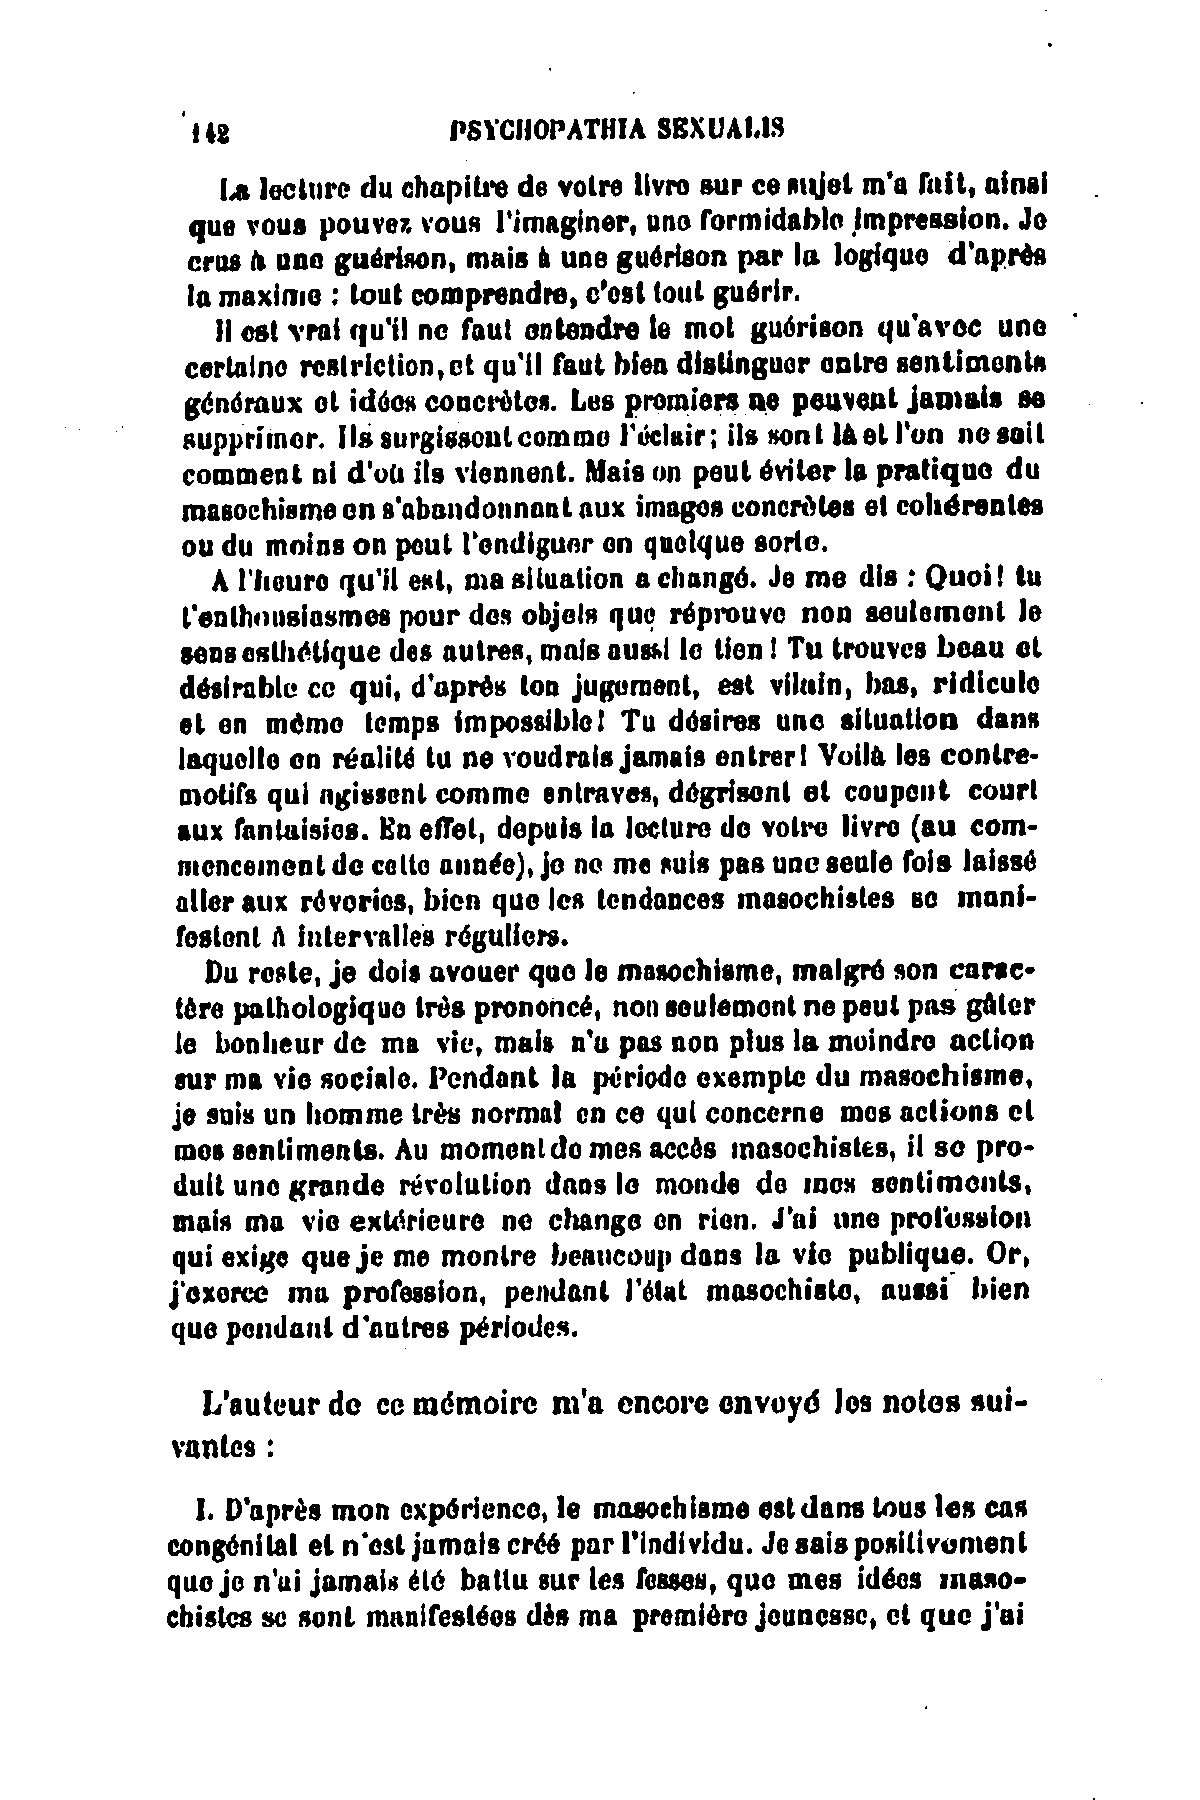 142 PSYCHOPATHIA SEXUALIS
La lecture du chapitre de votre livre sur ce sujet m'a fait, ainsi
que vous pouvez vous l'imaginer, une formidable impression. Je
crus à une guérison, mais à une guérison par la logique d'après
la maxime : tout comprendre, c'est tout guérir.
Il est vrai qu'il ne faut entendre le mot guérison qu'avec une
certaine restriction, et qu'il faut bien distinguer entre sentiments
généraux et idées concrètes. Les premiers ne peuvent jamais se
supprimer. Ils surgissent comme l'éclair; ils sont là et l'on ne sait
comment ni d'où ils viennent. Mais on peut éviter la pratique du
masochisme en s'abandonnant aux images concrètes et cohérentes
ou du moins on peut l'endiguer en quelque sorte.
A l'heure qu'il est, ma situation a changé. Je me dis : Quoi! tu
t'enthousiasmes pour des objets que réprouve non seulement le
sens esthétique des autres, mais aussi le tien! Tu trouves beau et
désirable ce qui, d'après ton jugement, est vilain, bas, ridicule
et en même temps impossible! Tu désires une situation dans
laquelle en réalité tu ne voudrais jamais entrer! Voilà les contre-
motifs qui agissent comme entraves, dégrisent et coupent court
aux fantaisies. En effet, depuis la lecture de votre livre (au com-
mencement de cette année), je ne me suis pas une seule fois laissé
aller aux rêveries, bien que les tendances masochistes se mani-
festent à intervalles réguliers.
Du reste, je dois avouer que le masochisme, malgré son carac-
tère pathologique très prononcé, non seulement ne peut pas gâter
le bonheur de ma vie, mais n'a pas non plus la moindre action
sur ma vie sociale. Pendant la période exempte du masochisme,
je suis un homme très normal en ce qui concerne mes actions et
mes sentiments. Au moment de mes accès masochistes, il se pro-
duit une grande révolution dans le monde de mes sentiments,
mais ma vie extérieure ne change en rien. J'ai une profession
qui exige que je me montre beaucoup dans la vie publique. Or,
j'exerce ma profession, pendant l'état masochiste, aussi bien
que pendant d'autres périodes.
L'auteur de ce mémoire m'a encore envoyé les notes sui-
vantes :
I. D'après mon expérience, le masochisme est dans tous les cas
congénital et n'est jamais créé par l'individu. Je sais positivement
que je n'ai jamais été battu sur les fesses, que mes idées maso-
chistes se sont manifestées dès ma première jeunesse, et que j'ai